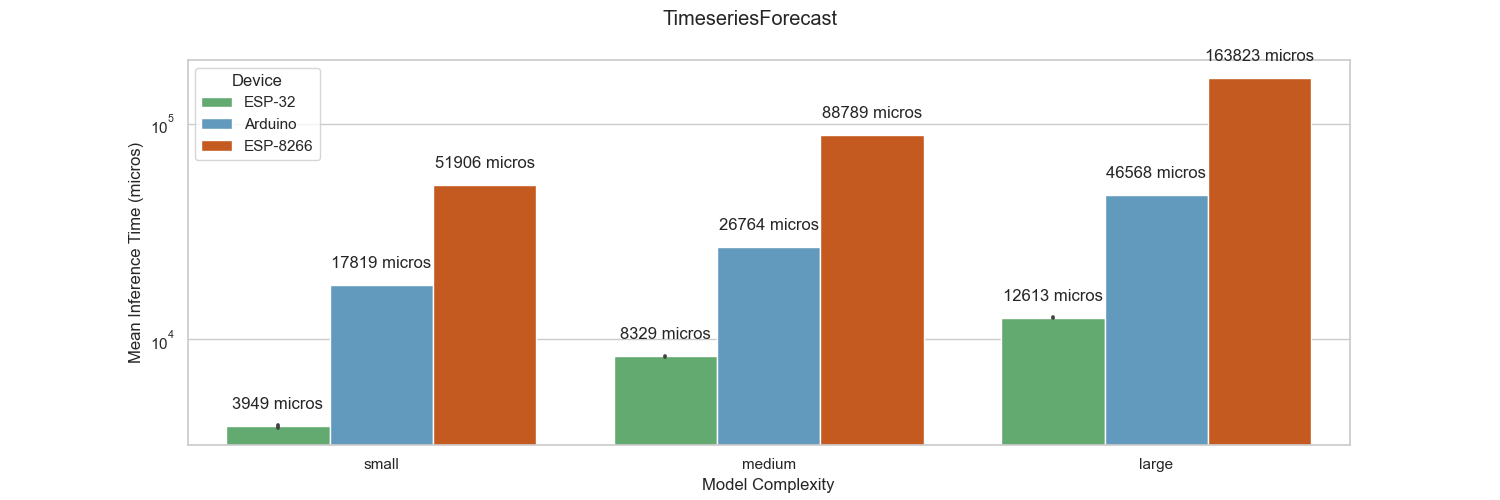 TimeseriesForecast
163823 micros
Device
ESP-32
Arduino
ESP-8266
88789 micros
10^5
51906 micros
46568 micros
26764 micros
17819 micros
12613 micros
8329 micros
10^4
3949 micros
Mean Inference Time (micros)
small
medium
large
Model Complexity